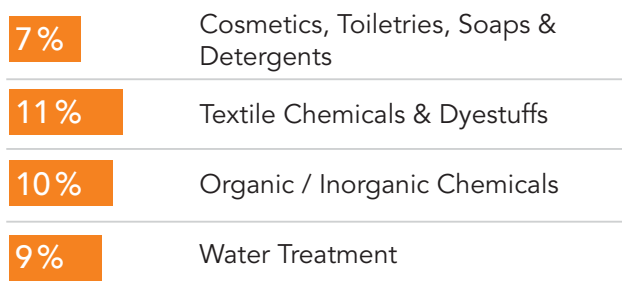 7%
Cosmetics, Toiletries, Soaps &
Detergents
11%
Textile Chemicals & Dyestuffs
10%
Organic / Inorganic Chemicals
9%
Water Treatment